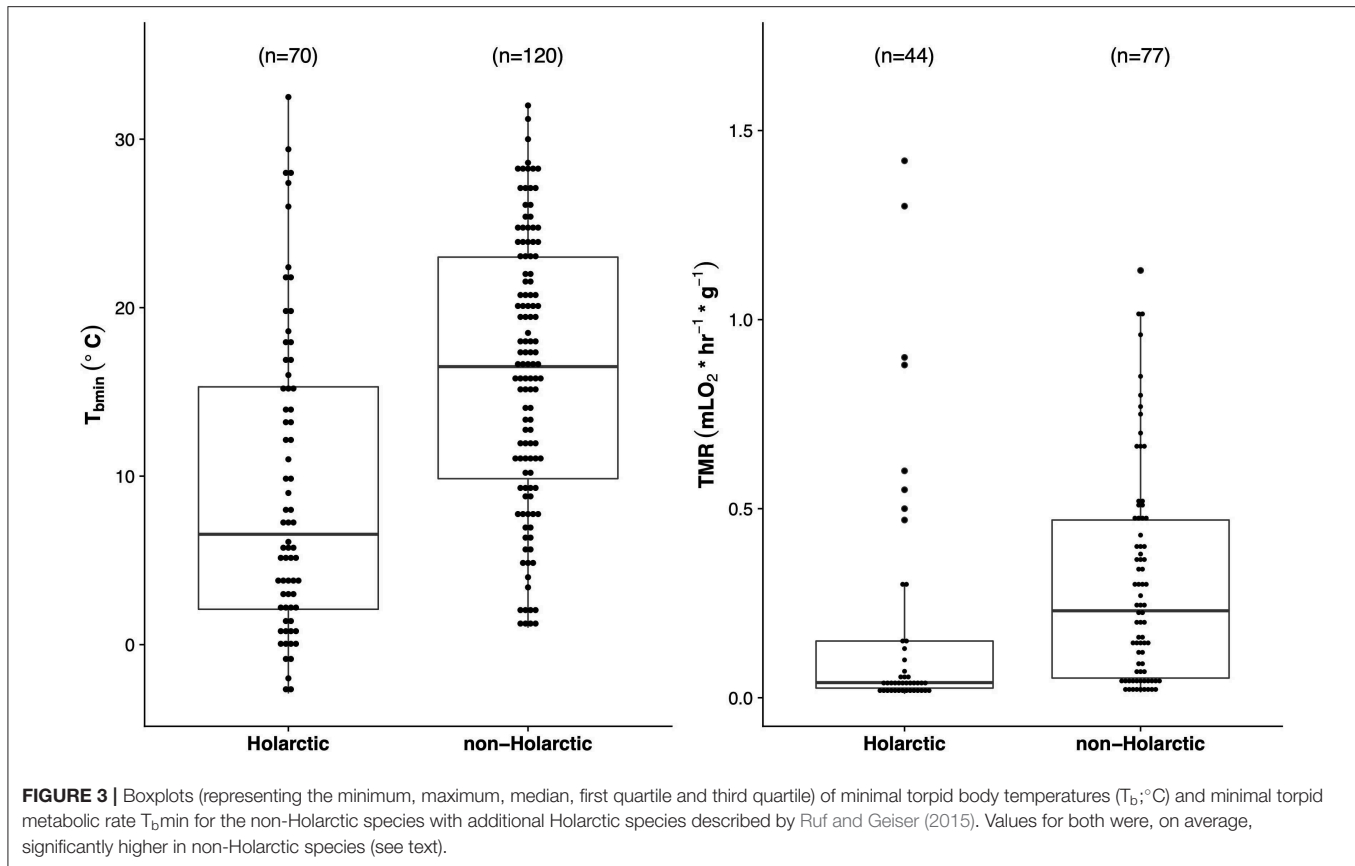 (n=70)
(n=120)
30
20
10
0
T_bmin (° C)
Holarctic
non−Holarctic
(n=44)
(n=77)
1.5
1.0
0.5
0.0
TMR (mLO₂ * hr⁻¹ * g⁻¹)
Holarctic
non−Holarctic
FIGURE 3 | Boxplots (representing the minimum, maximum, median, first quartile and third quartile) of minimal torpid body temperatures (T_b;°C) and minimal torpid
metabolic rate T_bmin for the non-Holarctic species with additional Holarctic species described by Ruf and Geiser (2015). Values for both were, on average,
significantly higher in non-Holarctic species (see text).